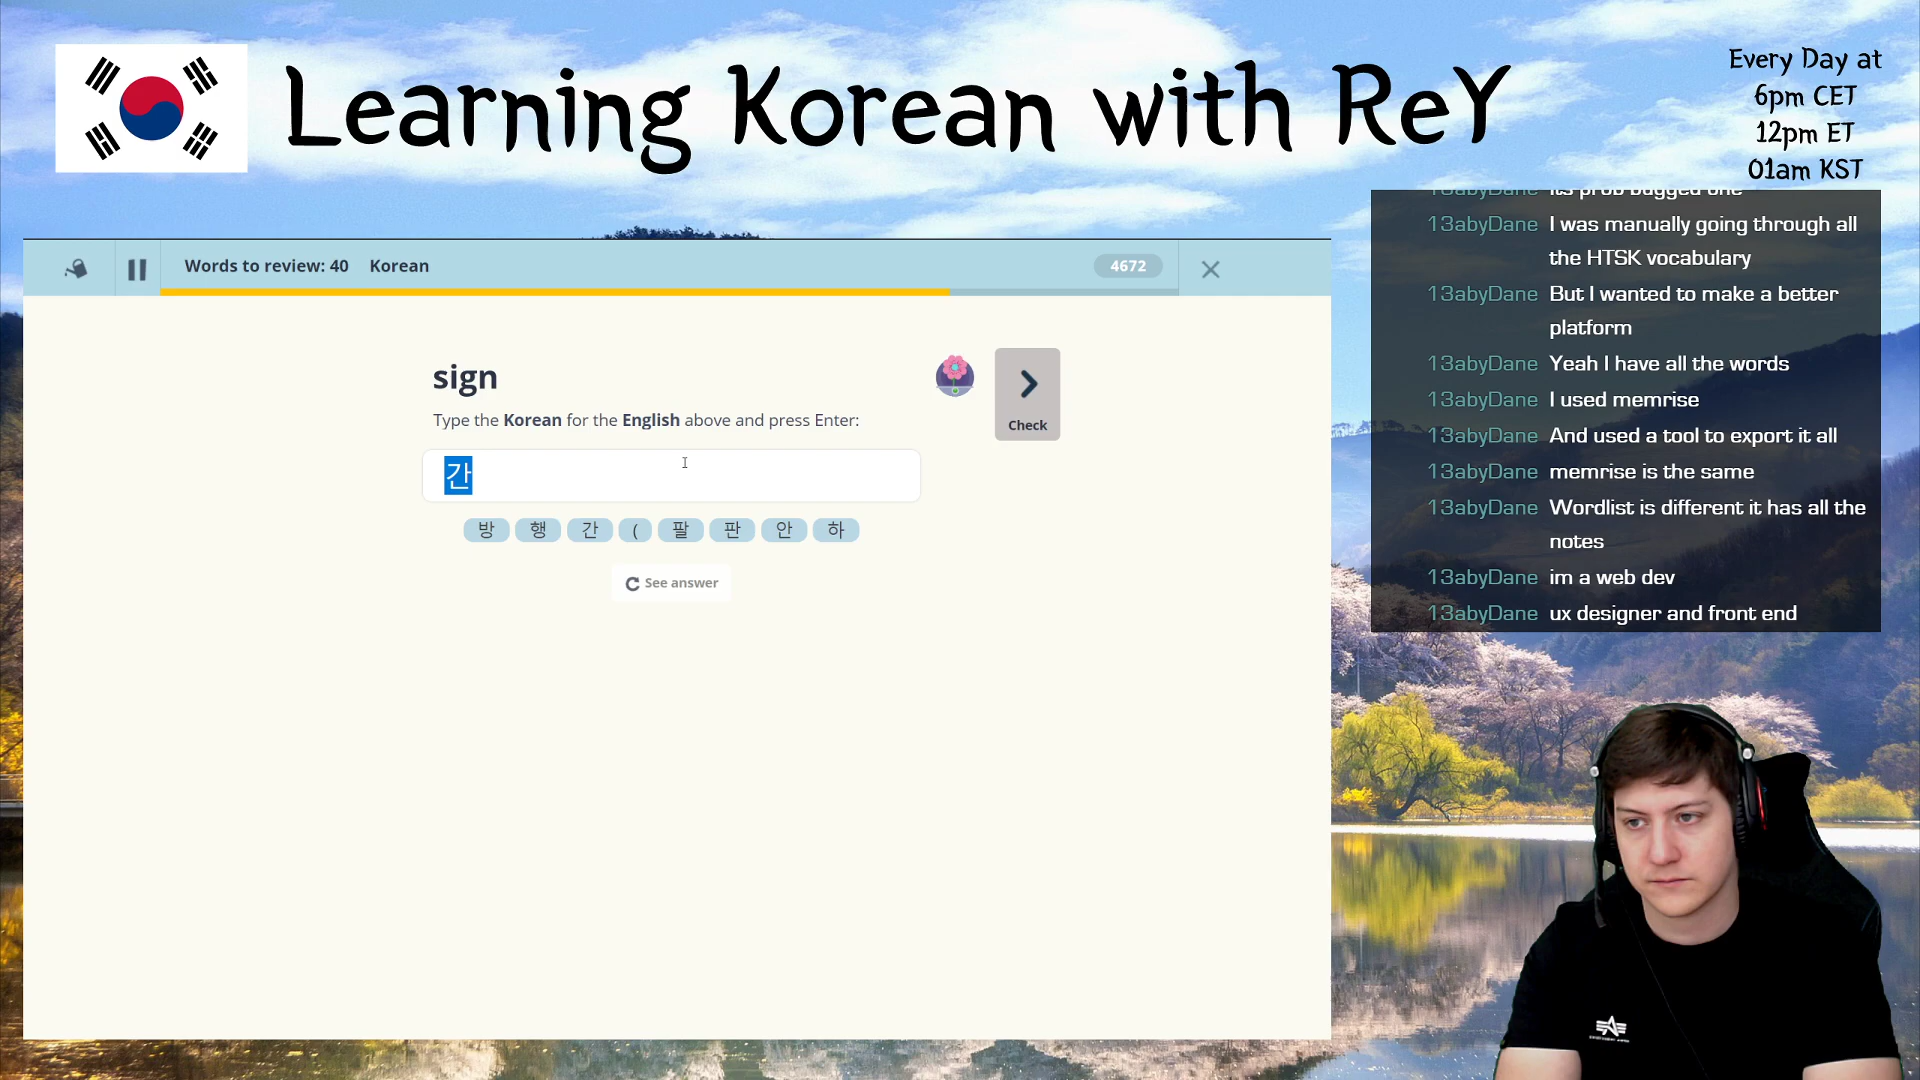 Learning Korean with ReY
Every Day at
6pm CET
12pm ET
01am KST
Words to review: 40 Korean
4672
sign
Type the Korean for the English above and press Enter:
간
Check
방 행 간 ( 팔 판 안 하
See answer
13abyDane its prob bugged one
13abyDane I was manually going through all
the HTSK vocabulary
13abyDane But I wanted to make a better
platform
13abyDane Yeah I have all the words
13abyDane I used memrise
13abyDane And used a tool to export it all
13abyDane memrise is the same
13abyDane Wordlist is different it has all the
notes
13abyDane im a web dev
13abyDane ux designer and front end